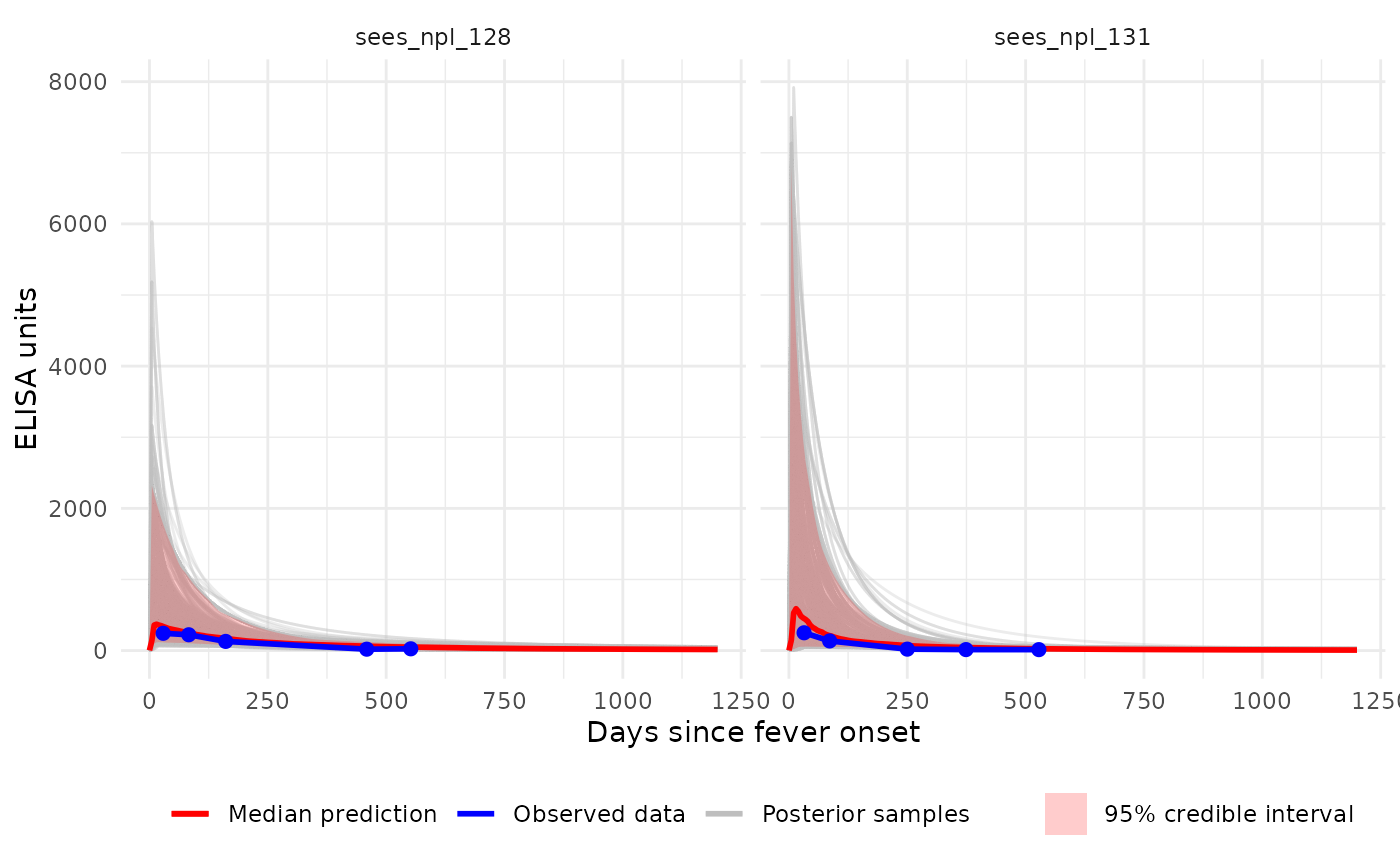 sees_npl_128 sees_npl_131
8000
6000
4000
2000
0
ELISA units
0 250 500 750 1000 1250 0 250 500 750 1000 1250
Days since fever onset
Median prediction Observed data Posterior samples 95% credible interval